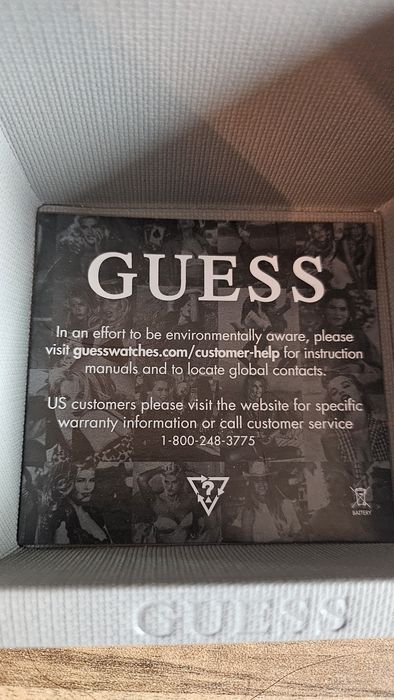 GUESS
In an effort to be environmentally aware, please
visit guesswatches.com/customer-help for instruction
manuals and to locate global contacts.
US customers please visit the website for specific
warranty information or call customer service
1-800-248-3775
?
BATTERY
GUESS